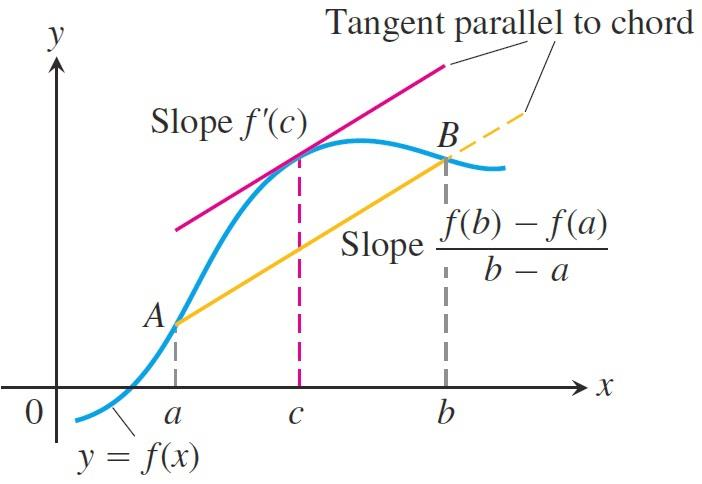 Tangent parallel to chord
y
Slope f′(c)
B
Slope f(b) − f(a) / b − a
A
0
a
c
b
x
y = f(x)